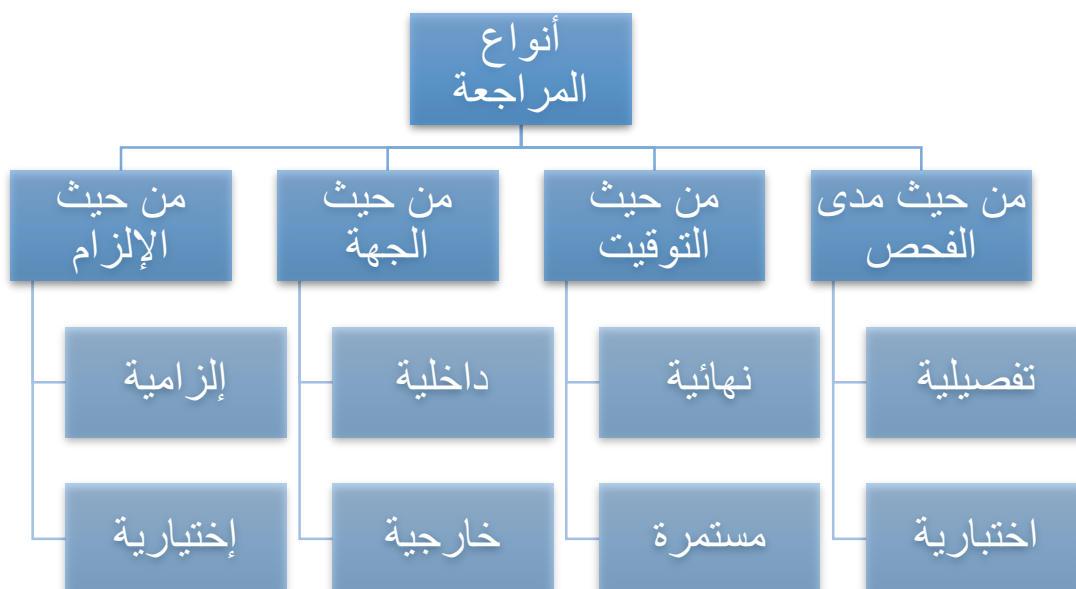 أنواع
المراجعة
من حيث مدى
الفحص
تفصيلية
اختبارية
من حيث
التوقيت
نهائية
مستمرة
من حيث
الجهة
داخلية
خارجية
من حيث
الإلزام
إلزامية
إختيارية